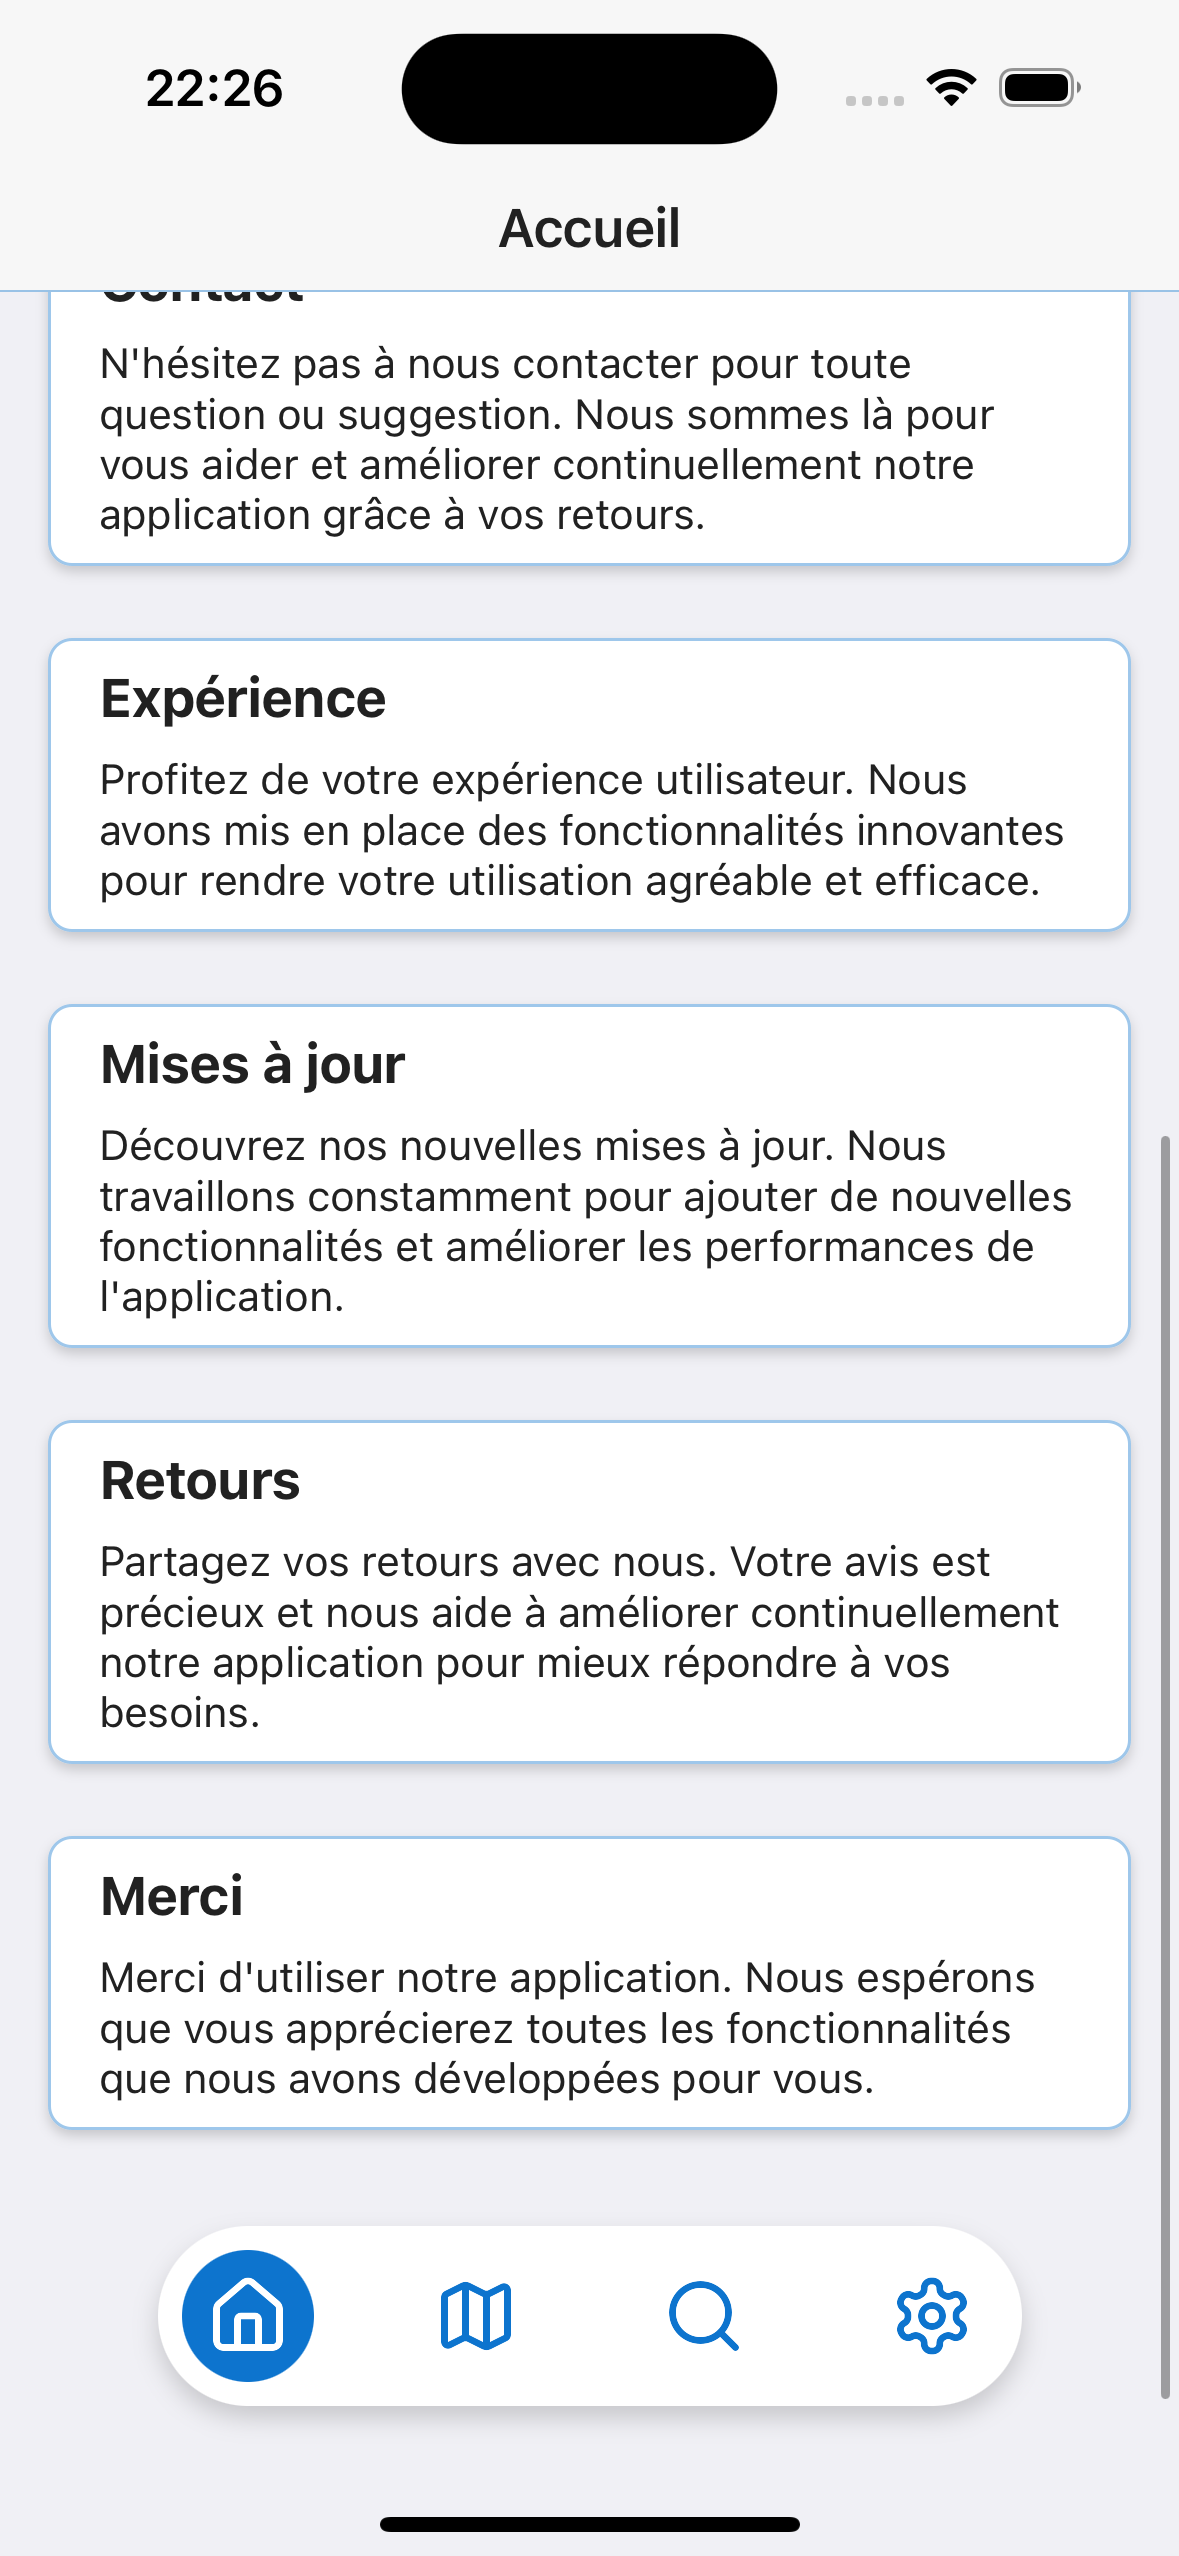 22:26
Accueil
Contact
N'hésitez pas à nous contacter pour toute
question ou suggestion. Nous sommes là pour
vous aider et améliorer continuellement notre
application grâce à vos retours.
Expérience
Profitez de votre expérience utilisateur. Nous
avons mis en place des fonctionnalités innovantes
pour rendre votre utilisation agréable et efficace.
Mises à jour
Découvrez nos nouvelles mises à jour. Nous
travaillons constamment pour ajouter de nouvelles
fonctionnalités et améliorer les performances de
l'application.
Retours
Partagez vos retours avec nous. Votre avis est
précieux et nous aide à améliorer continuellement
notre application pour mieux répondre à vos
besoins.
Merci
Merci d'utiliser notre application. Nous espérons
que vous apprécierez toutes les fonctionnalités
que nous avons développées pour vous.